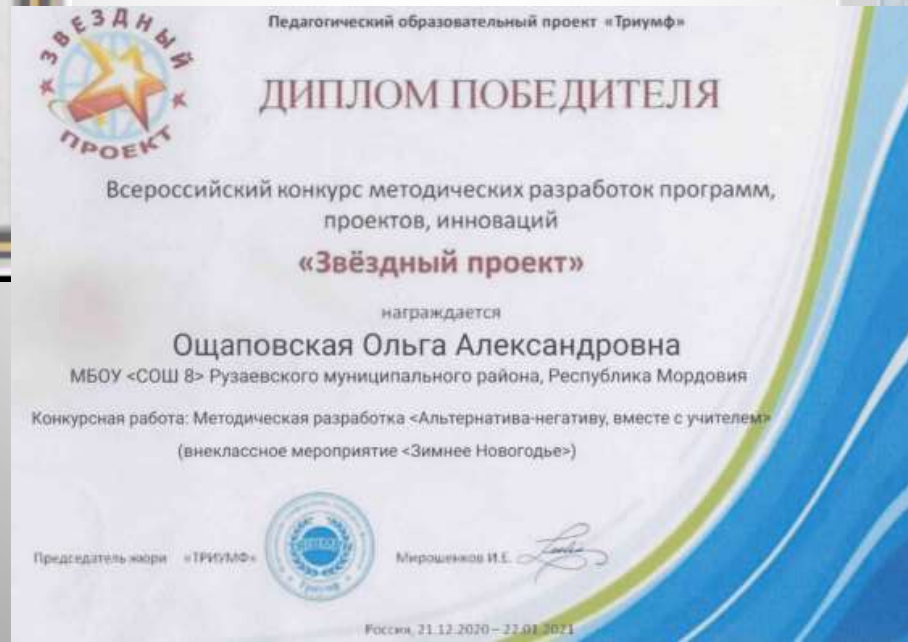 ЗВЕЗДНЫЙ
ПРОЕКТ
Педагогический образовательный проект «Триумф»
ДИПЛОМ ПОБЕДИТЕЛЯ
Всероссийский конкурс методических разработок программ,
проектов, инноваций
«Звёздный проект»
награждается
Ощаповская Ольга Александровна
МБОУ <СОШ 8> Рузаевского муниципального района, Республика Мордовия
Конкурсная работа: Методическая разработка <Альтернатива-негативу, вместе с учителем>
(внеклассное мероприятие <Зимнее Новогодье>)
Председатель жюри «ТРИУМФ»
Мирошенков И.Е.
Россия, 21.12.2020 – 22.01.2021